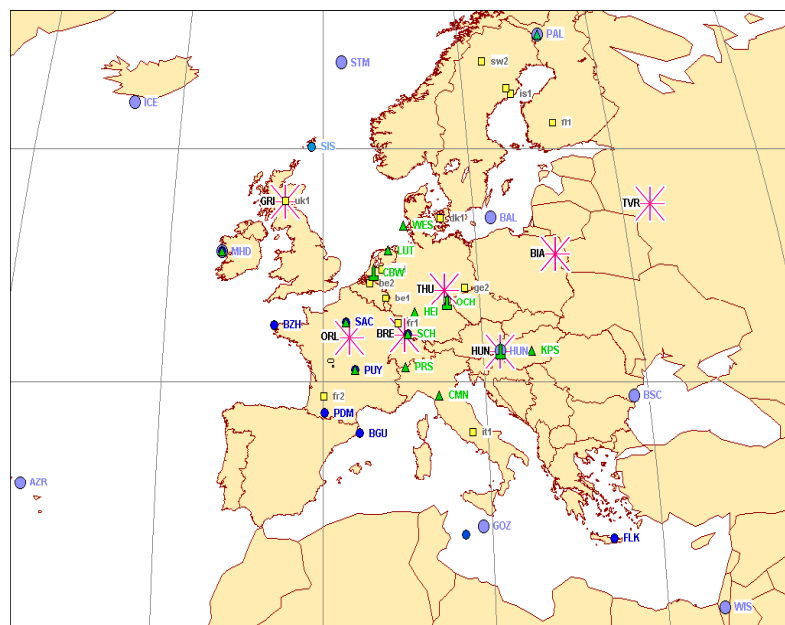 PAL
sw2
STM
is1
ICE
fl1
SIS
GRI
uk1
TVR
dk1
BAL
WES
MHD
LUT
BIA
CBW
be2
THU
ge2
be1
OCH
HEI
BZH
SAC
fr1
ORL
BRE
SCH
HUN
HUN
KPS
PUY
PRS
fr2
CMN
BSC
PDM
BGU
it1
AZR
GOZ
FLK
WIS